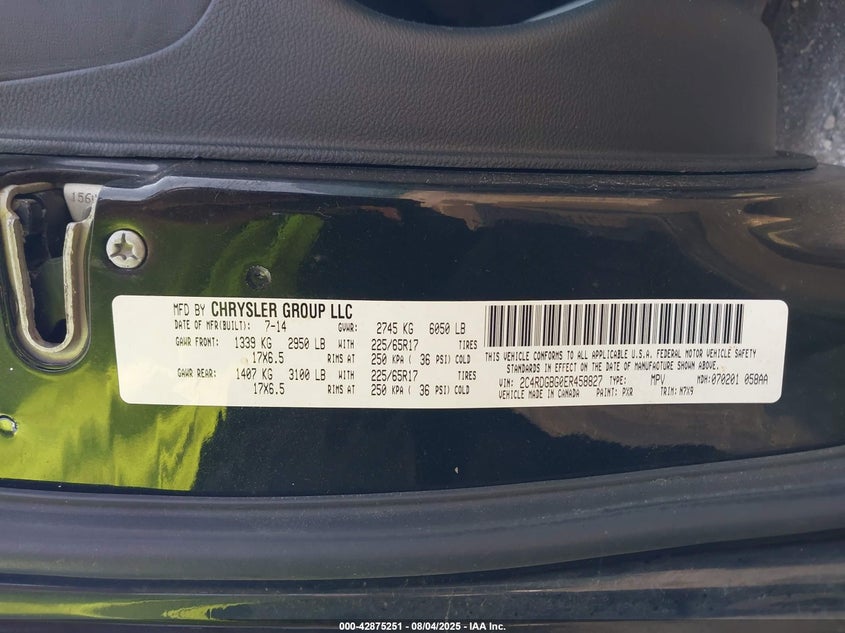 156
MFD BY CHRYSLER GROUP LLC
DATE OF MFR(BUILT): 7-14 GVWR: 2745 KG 6050 LB
GAWR FRONT: 1339 KG 2950 LB WITH 225/65R17 TIRES
17X6.5 RIMS AT 250 KPA ( 36 PSI) COLD
GAWR REAR: 1407 KG 3100 LB WITH 225/65R17 TIRES
17X6.5 RIMS AT 250 KPA ( 36 PSI) COLD
THIS VEHICLE CONFORMS TO ALL APPLICABLE U.S.A. FEDERAL MOTOR VEHICLE SAFETY
STANDARDS IN EFFECT ON THE DATE OF MANUFACTURE SHOWN ABOVE.
VIN: 2C4RDGBG0ER458827 TYPE: MPV MDH: 070201 05BAA
VEHICLE MADE IN CANADA PAINT: PXR TRIM: M7X9
000-42875251 - 08/04/2025 - IAA Inc.